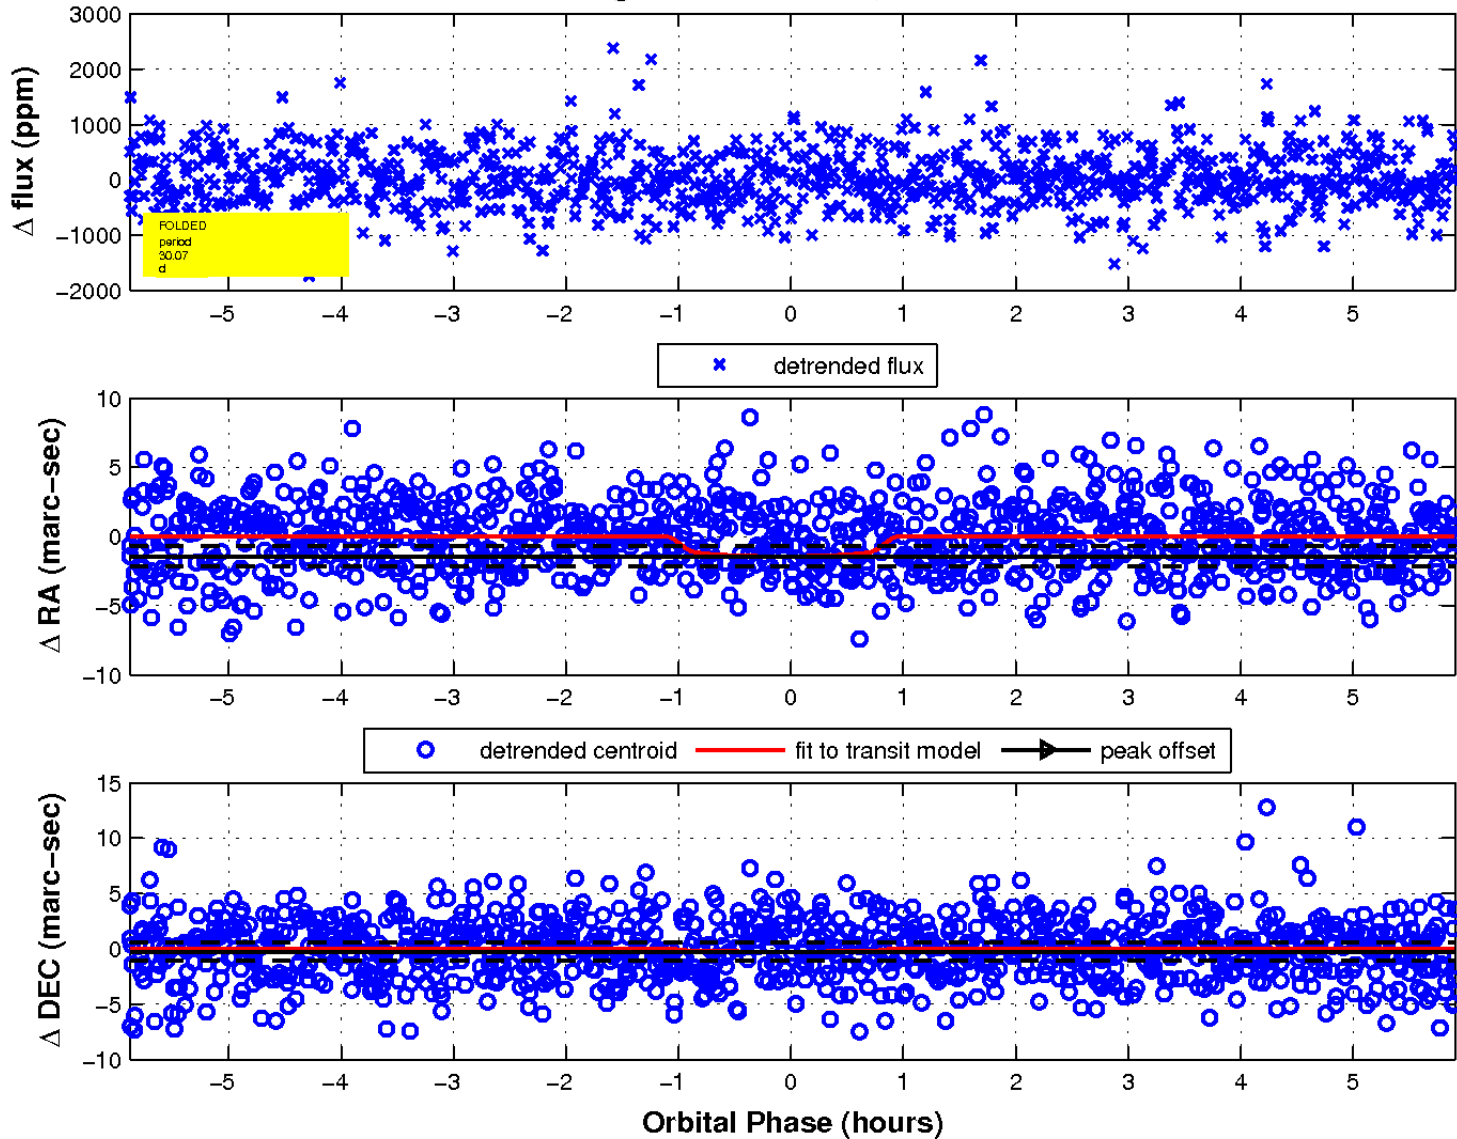 3000
2000
1000
0
−1000
−2000
Δ flux (ppm)
FOLDED
period
30.07
d
−5 −4 −3 −2 −1 0 1 2 3 4 5
detrended flux
10
5
0
−5
−10
Δ RA (marc−sec)
−5 −4 −3 −2 −1 0 1 2 3 4 5
detrended centroid fit to transit model peak offset
15
10
5
0
−5
−10
Δ DEC (marc−sec)
−5 −4 −3 −2 −1 0 1 2 3 4 5
Orbital Phase (hours)